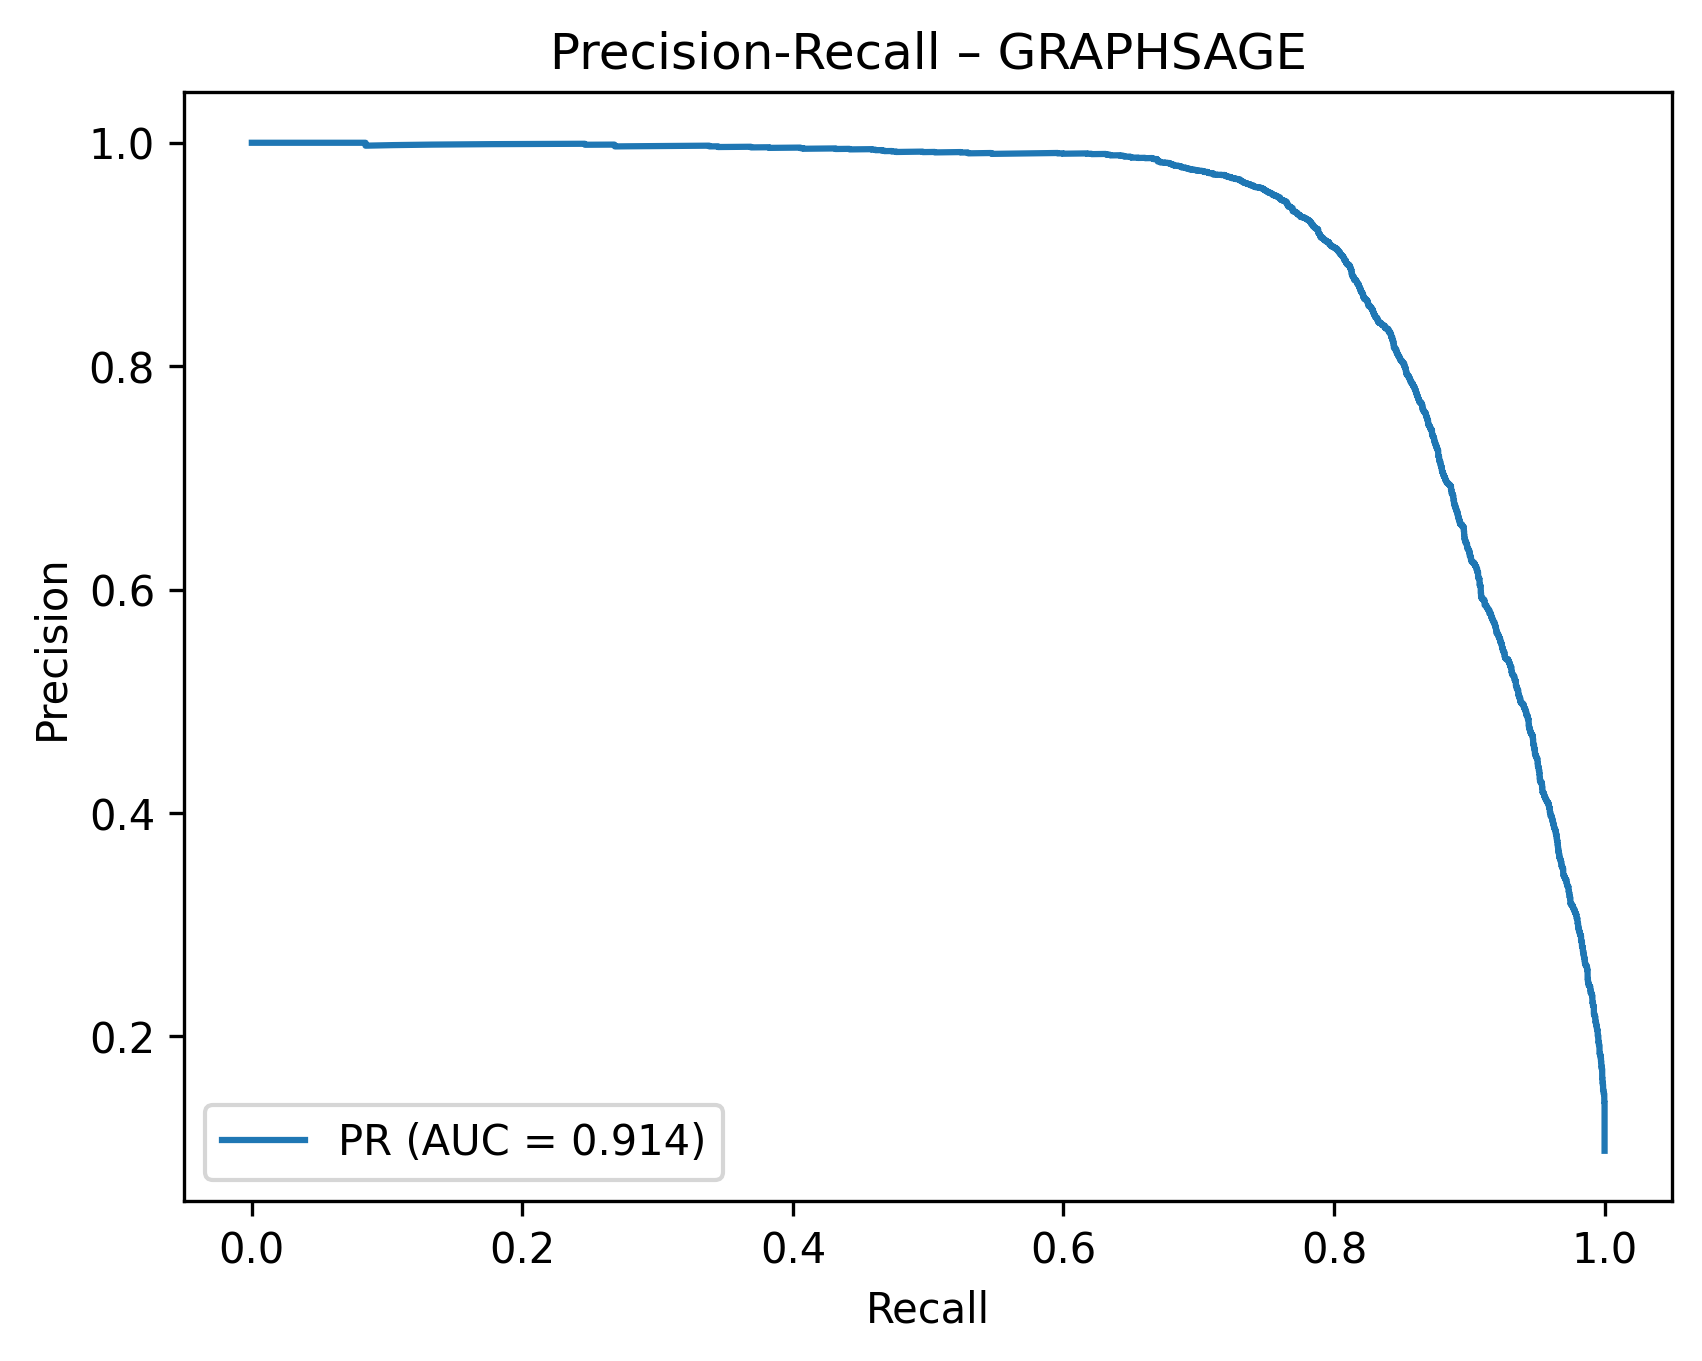 Precision-Recall – GRAPHSAGE
Precision
1.0
0.8
0.6
0.4
0.2
PR (AUC = 0.914)
0.0 0.2 0.4 0.6 0.8 1.0
Recall